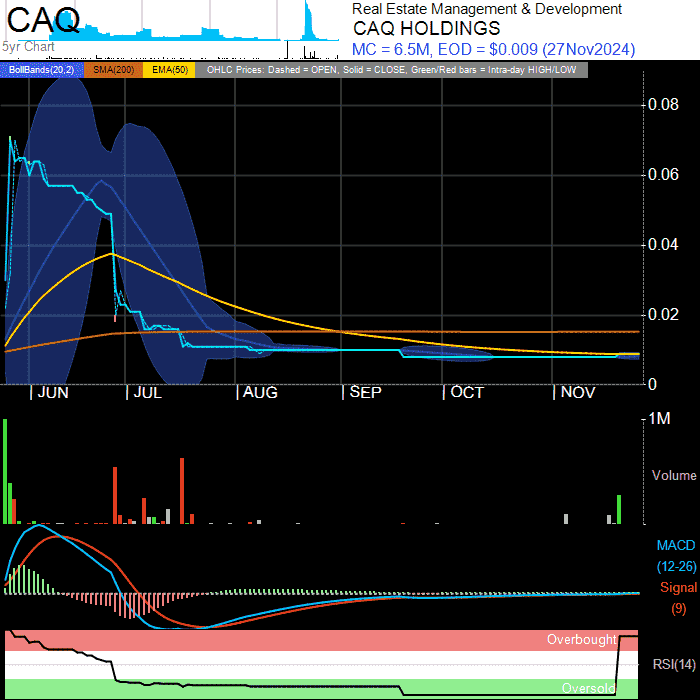 CAQ
Real Estate Management & Development
CAQ HOLDINGS
5yr Chart
MC = 6.5M, EOD = $0.009 (27Nov2024)
BollBands(20,2) SMA(200) EMA(50) OHLC Prices: Dashed = OPEN, Solid = CLOSE, Green/Red bars = Intra-day HIGH/LOW
0.08
0.06
0.04
0.02
0
JUN JUL AUG SEP OCT NOV
1M
Volume
MACD
(12-26)
Signal
(9)
Overbought
RSI(14)
Oversold